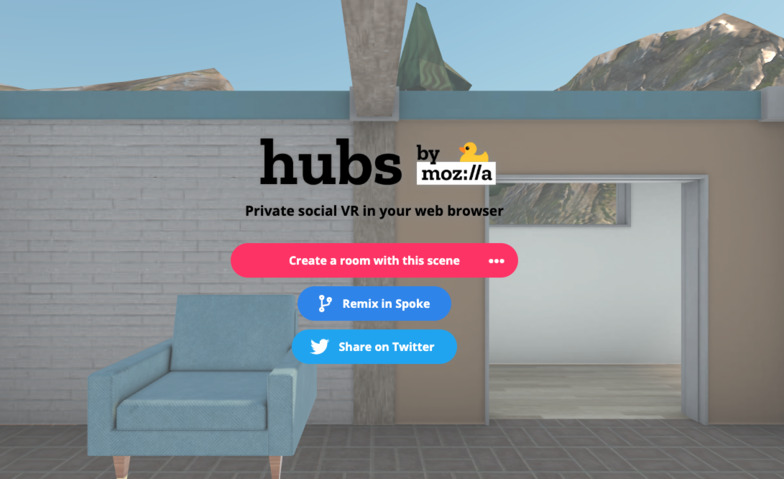 hubs by moz://a
Private social VR in your web browser
Create a room with this scene
Remix in Spoke
Share on Twitter